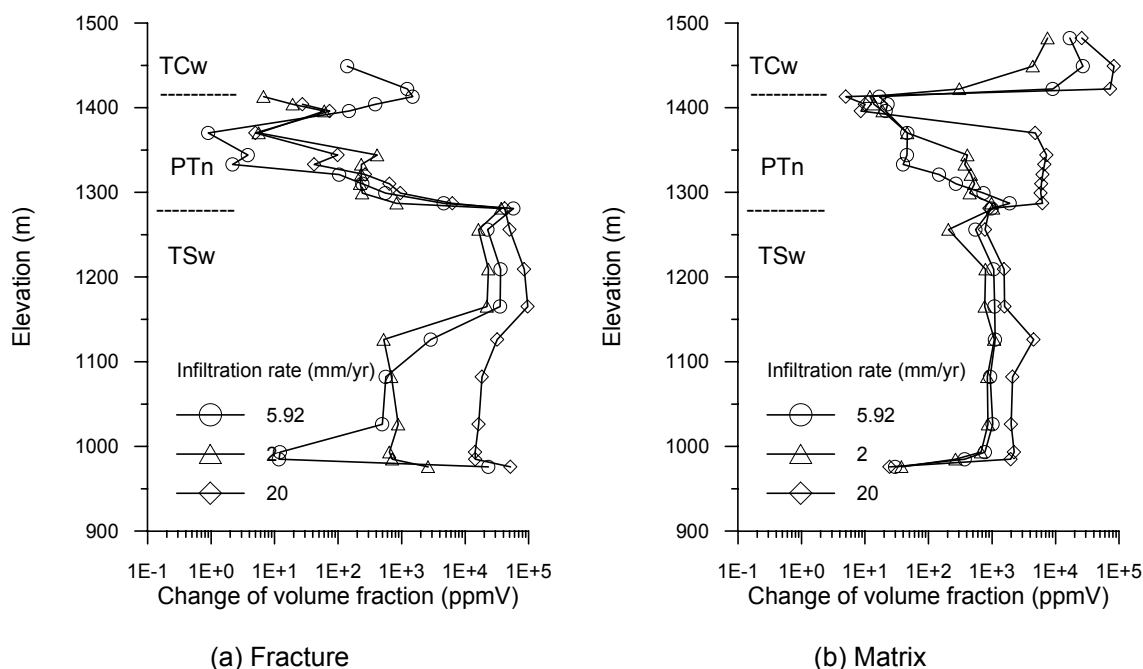 1500
1400
1300
1200
1100
1000
900
Elevation (m)
TCw
PTn
TSw
Infiltration rate (mm/yr)
5.92
2
20
1E-1 1E+0 1E+1 1E+2 1E+3 1E+4 1E+5
Change of volume fraction (ppmV)
(a) Fracture
1500
1400
1300
1200
1100
1000
900
Elevation (m)
TCw
PTn
TSw
Infiltration rate (mm/yr)
5.92
2
20
1E-1 1E+0 1E+1 1E+2 1E+3 1E+4 1E+5
Change of volume fraction (ppmV)
(b) Matrix